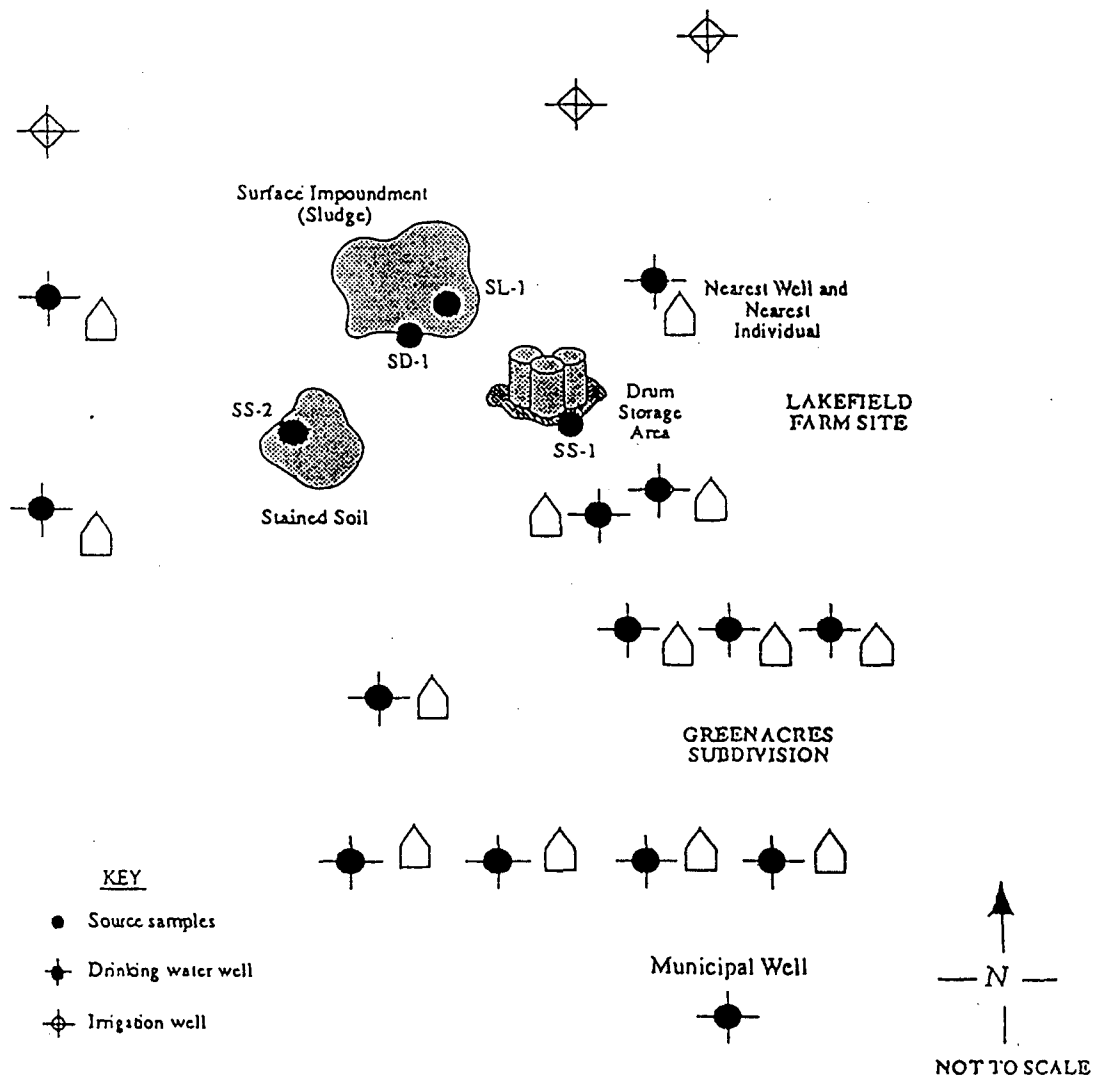 Surface Impoundment
(Sludge)
SL-1
Nearest Well and
Nearest
Individual
SD-1
SS-2
Drum
Storage
Area
LAKEFIELD
FARM SITE
SS-1
Stained Soil
GREENACRES
SUBDIVISION
KEY
Source samples
Drinking water well
Irrigation well
Municipal Well
N
NOT TO SCALE